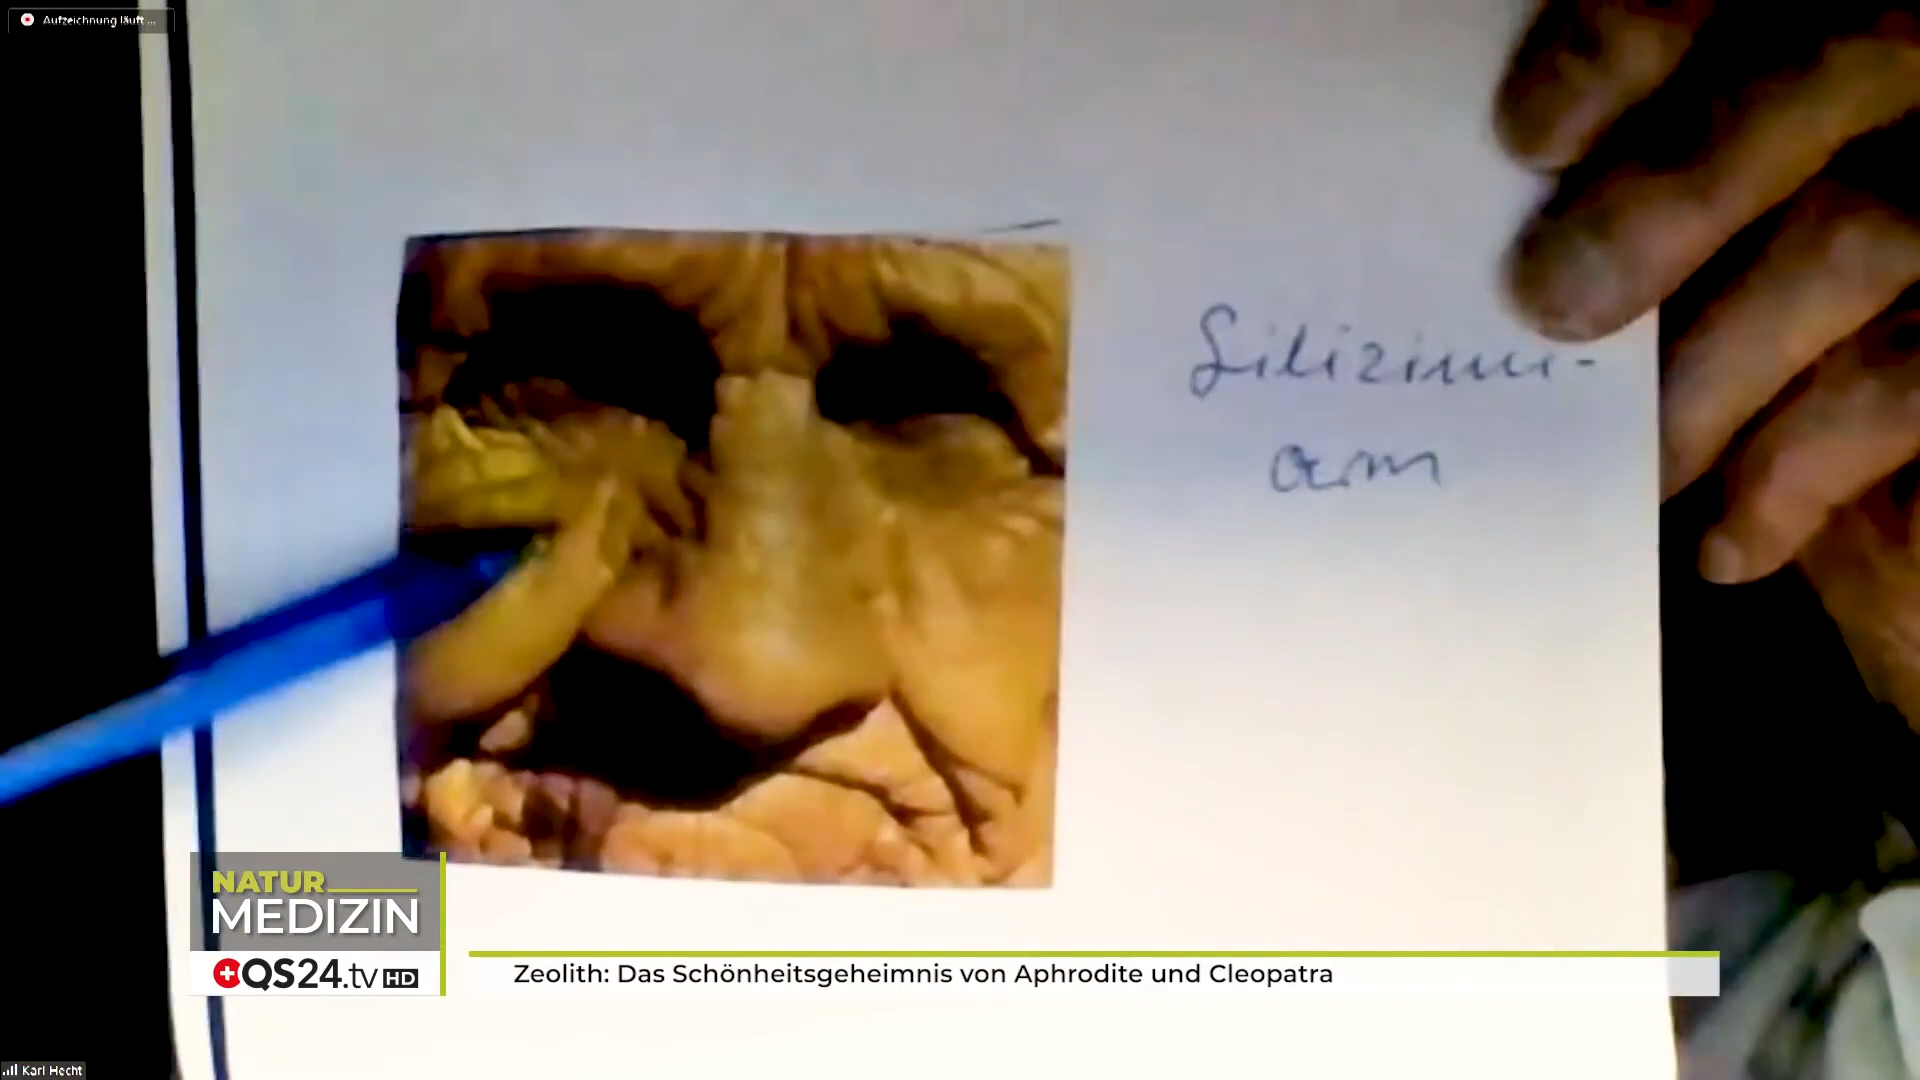 Aufzeichnung läuft ...
Silizium-
arm
NATUR
MEDIZIN
QS24.tv HD
Zeolith: Das Schönheitsgeheimnis von Aphrodite und Cleopatra
Karl Hecht